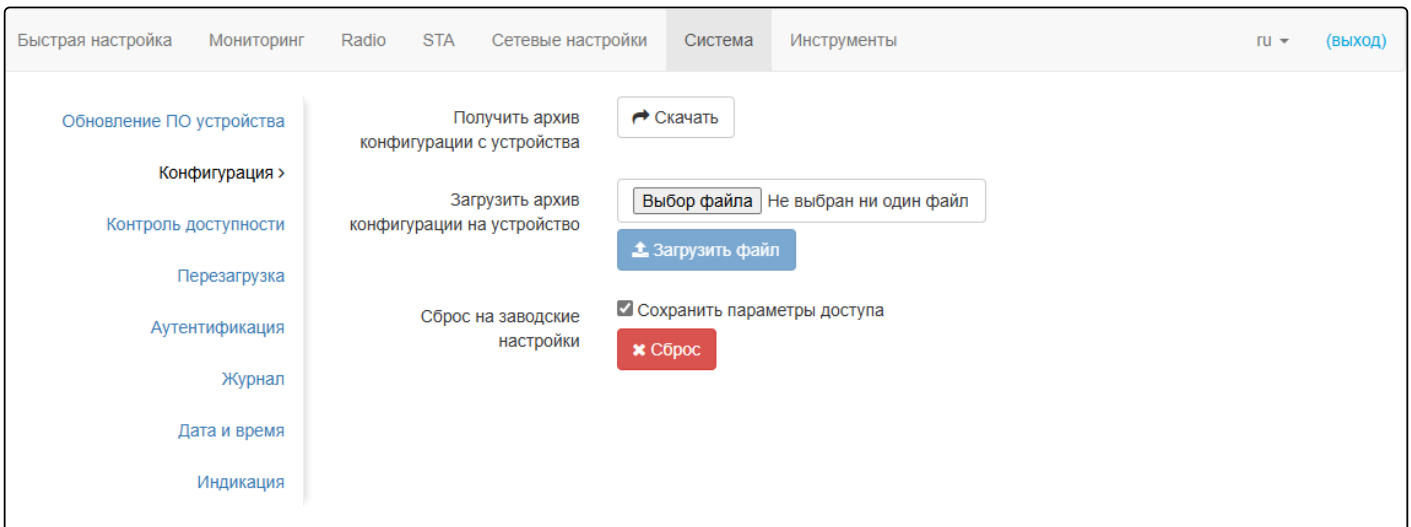 Быстрая настройка Мониторинг Radio STA Сетевые настройки Система Инструменты ru (выход)
Обновление ПО устройства
Конфигурация >
Контроль доступности
Перезагрузка
Аутентификация
Журнал
Дата и время
Индикация
Получить архив
конфигурации с устройства
Скачать
Загрузить архив
конфигурации на устройство
Выбор файла Не выбран ни один файл
Загрузить файл
Сброс на заводские
настройки
Сохранить параметры доступа
Сброс